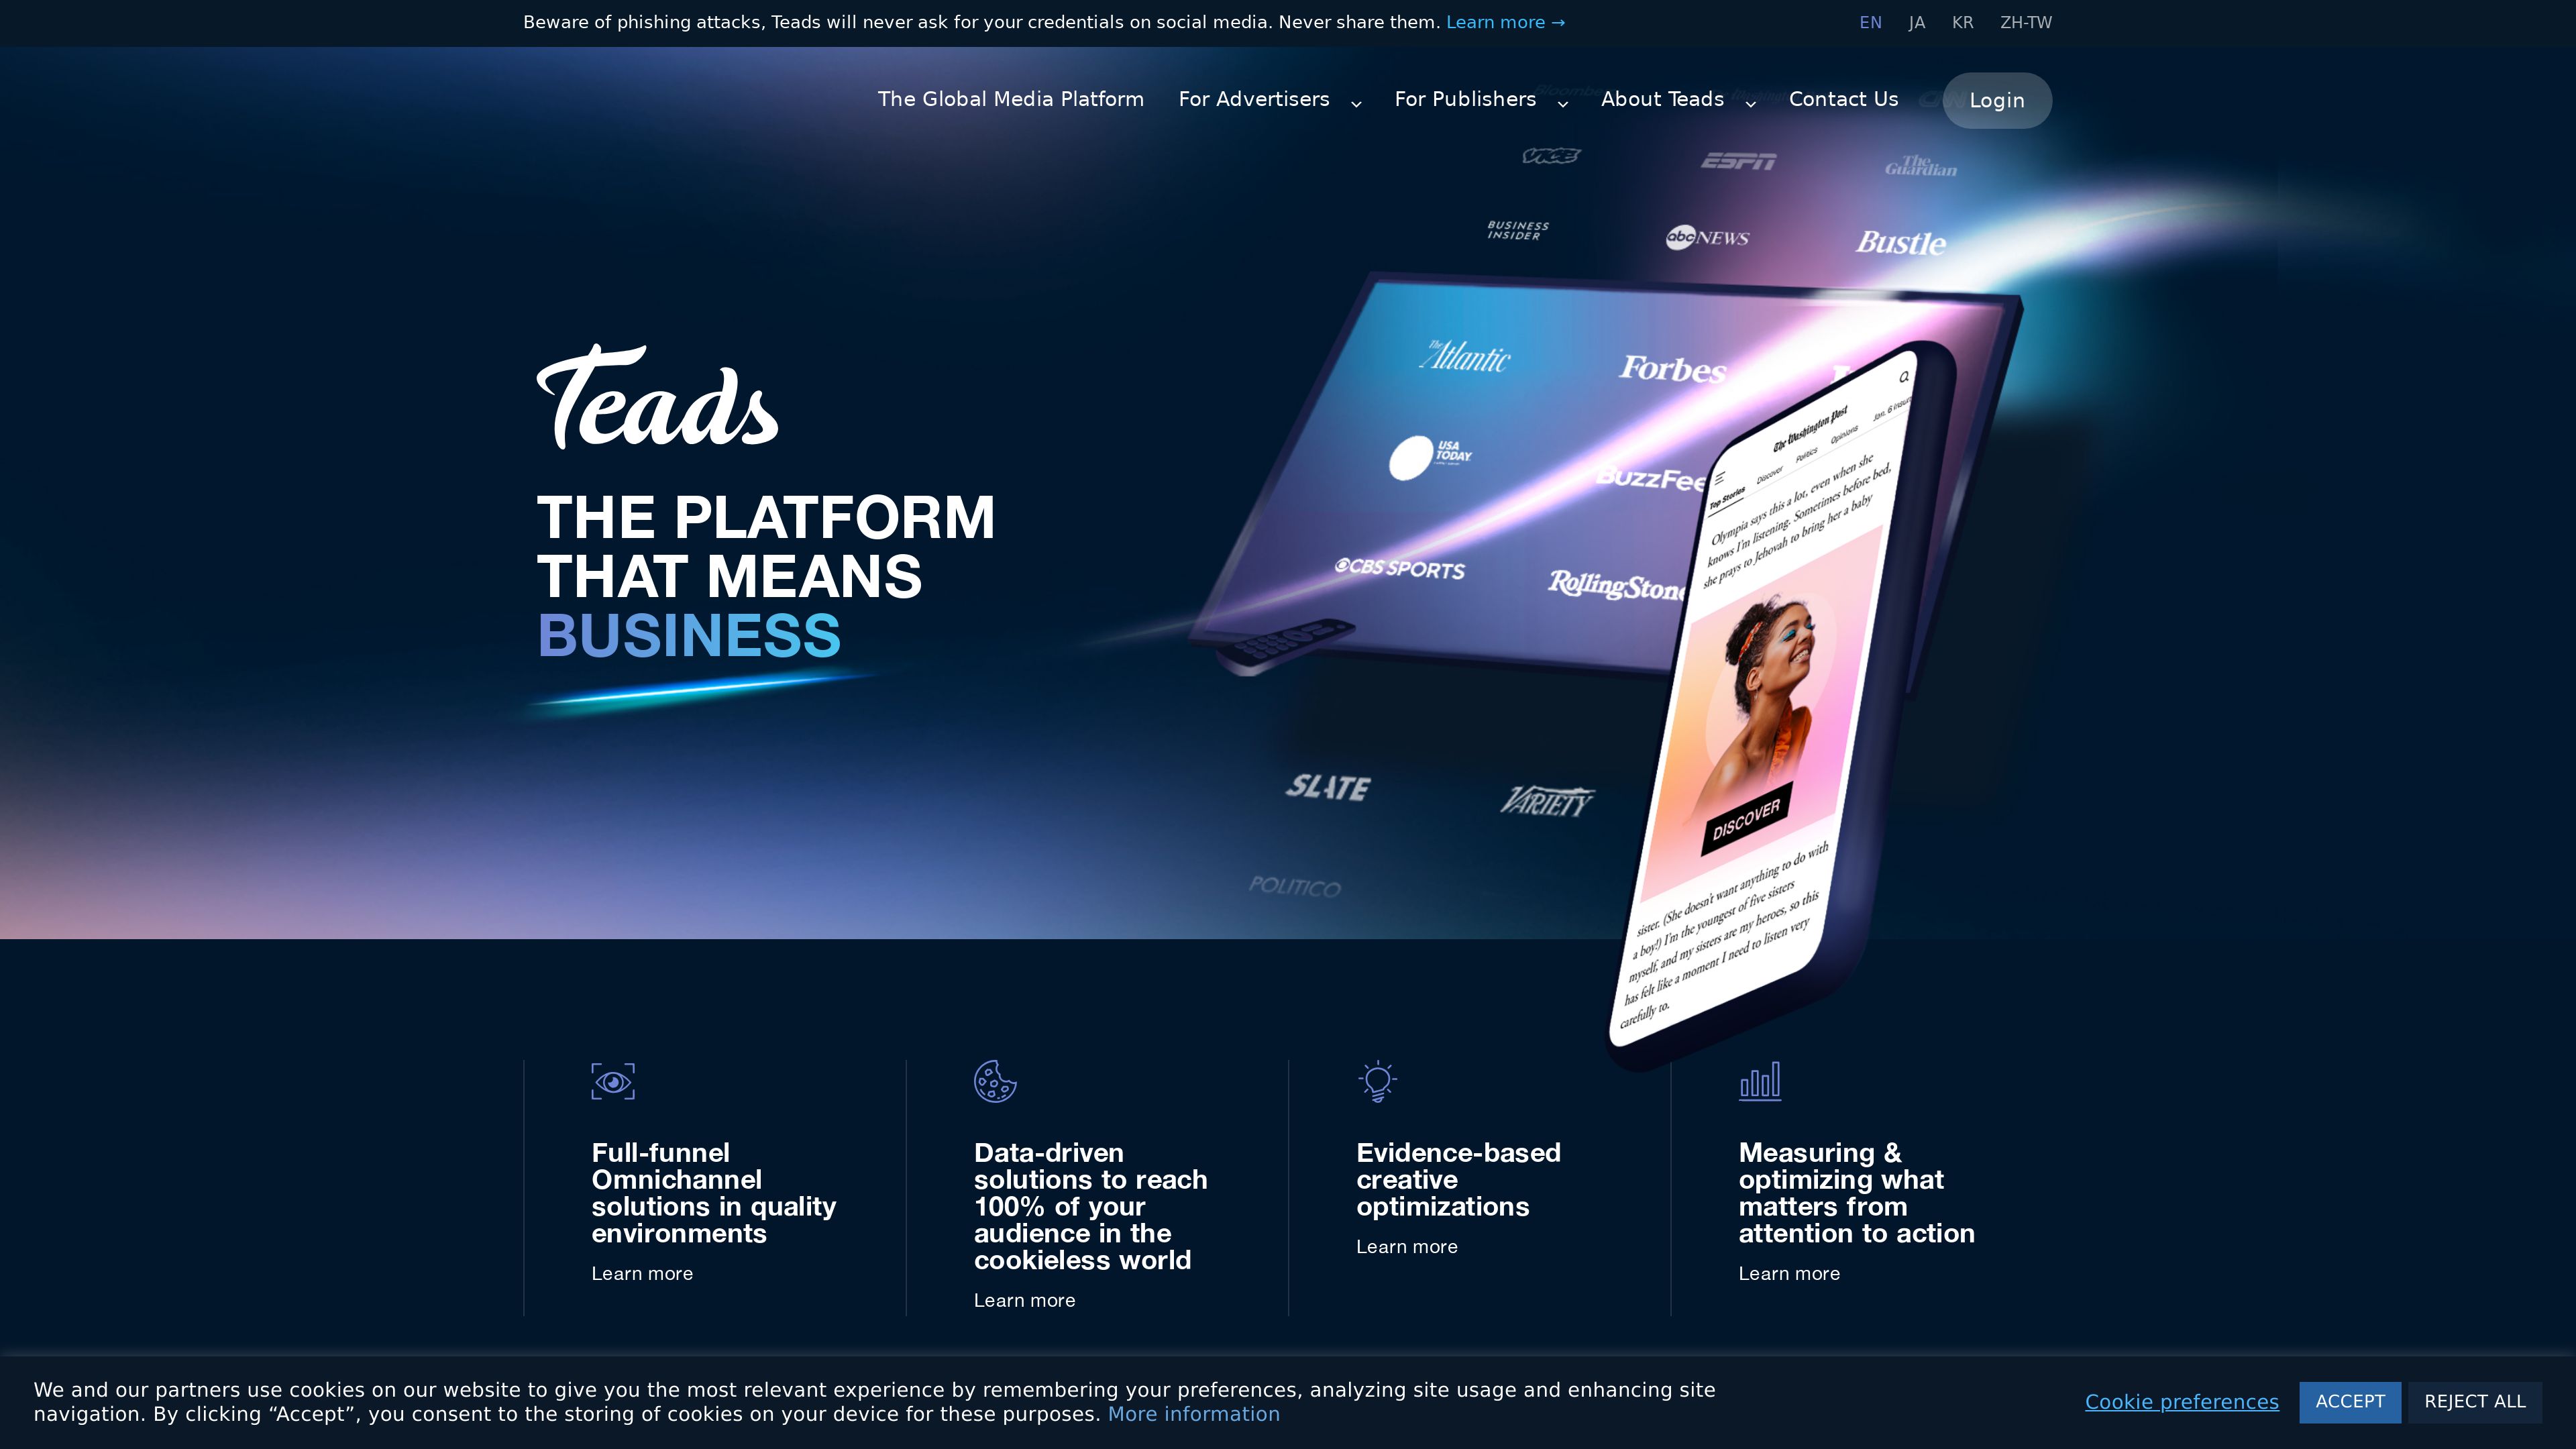 Beware of phishing attacks, Teads will never ask for your credentials on social media. Never share them. Learn more →
EN JA KR ZH-TW
The Global Media Platform For Advertisers For Publishers About Teads Contact Us Login
VICE ESPN The Guardian
BUSINESS INSIDER abc NEWS Bustle
The Atlantic Forbes
USA TODAY
BuzzFee
CBS SPORTS RollingStone
Teads
THE PLATFORM
THAT MEANS
BUSINESS
The Washington Post
Top Stories Discover Politics Opinions Jan. 6 insur
Olympia says this a lot, even when she
knows I'm listening. Sometimes before bed,
she prays to Jehovah to bring her a baby
DISCOVER
sister. (She doesn't want anything to do with
a boy!) I'm the youngest of five sisters
myself, and my sisters are my heroes, so this
has felt like a moment I need to listen very
carefully to.
SLATE VARIETY
POLITICO
Full-funnel
Omnichannel
solutions in quality
environments
Learn more
Data-driven
solutions to reach
100% of your
audience in the
cookieless world
Learn more
Evidence-based
creative
optimizations
Learn more
Measuring &
optimizing what
matters from
attention to action
Learn more
We and our partners use cookies on our website to give you the most relevant experience by remembering your preferences, analyzing site usage and enhancing site
navigation. By clicking “Accept”, you consent to the storing of cookies on your device for these purposes. More information
Cookie preferences ACCEPT REJECT ALL